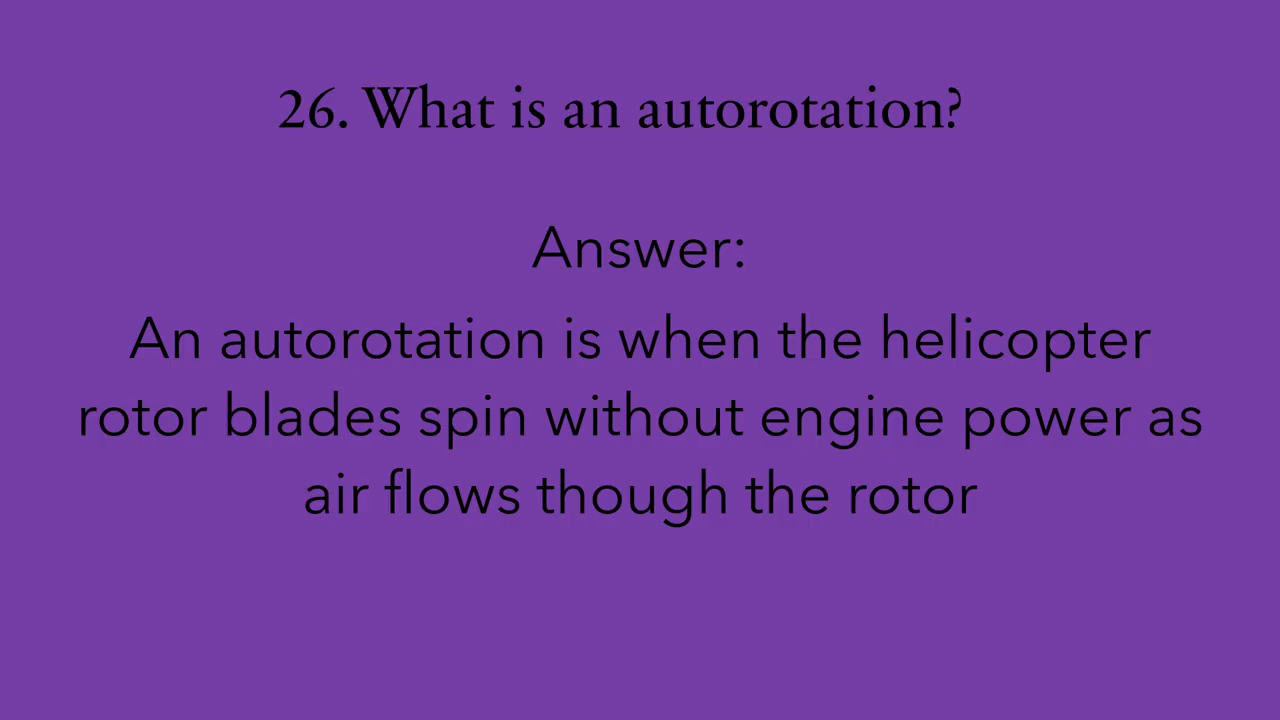 26. What is an autorotation?
Answer:
An autorotation is when the helicopter
rotor blades spin without engine power as
air flows though the rotor